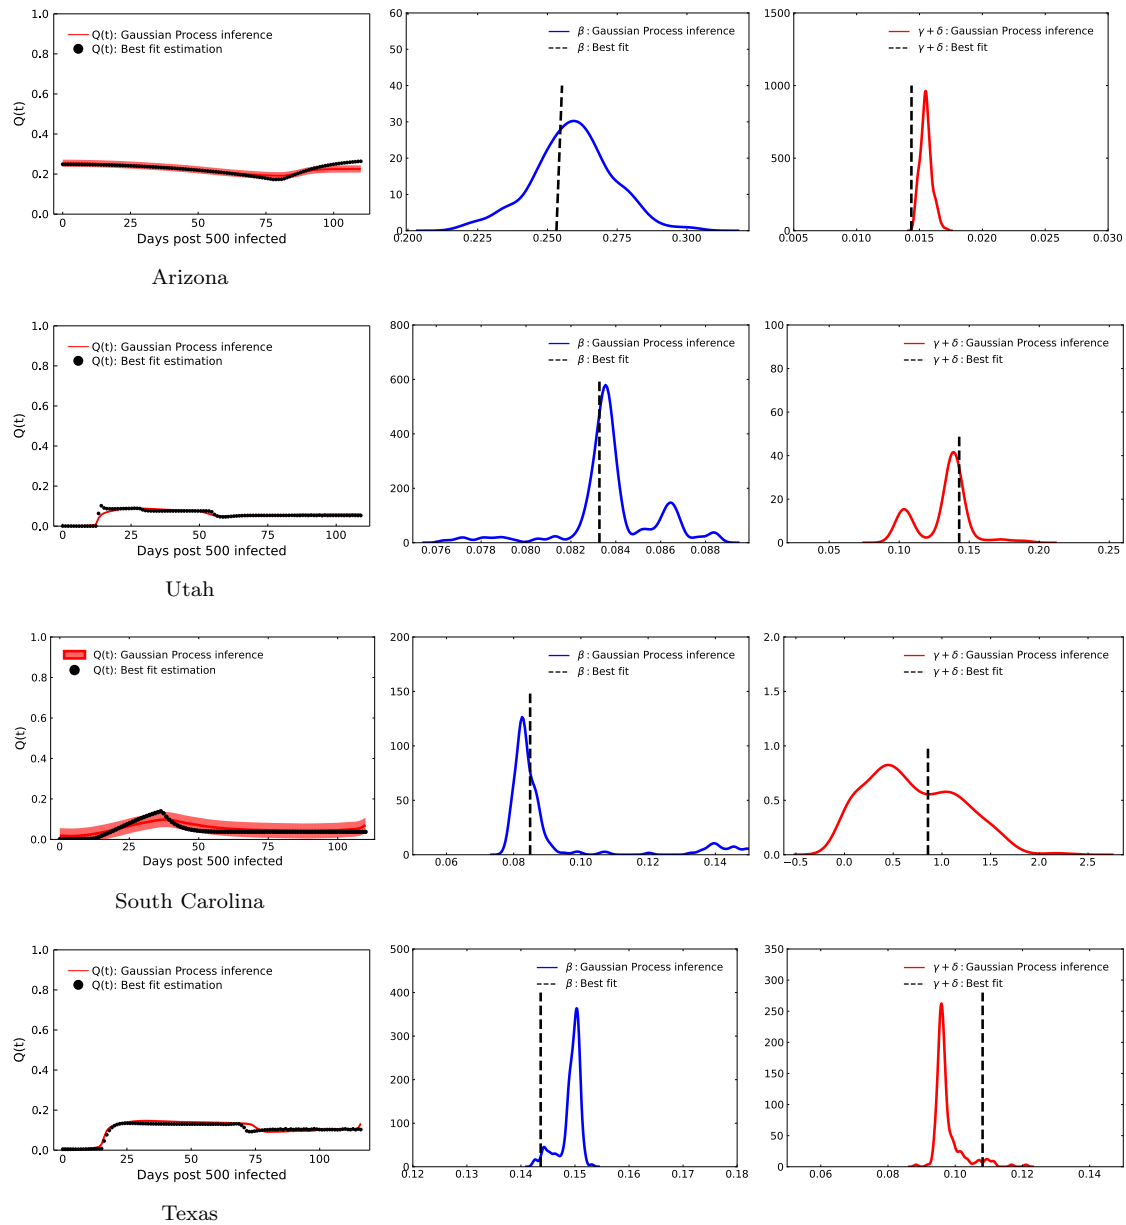 1.0
0.8
0.6
0.4
0.2
0.0
Q(t)
Q(t): Gaussian Process inference
Q(t): Best fit estimation
0 25 50 75 100
Days post 500 infected
60
50
40
30
20
10
0
β : Gaussian Process inference
β : Best fit
0.200 0.225 0.250 0.275 0.300
1500
1000
500
0
γ + δ : Gaussian Process inference
γ + δ : Best fit
0.005 0.010 0.015 0.020 0.025 0.030
Arizona
1.0
0.8
0.6
0.4
0.2
0.0
Q(t)
Q(t): Gaussian Process inference
Q(t): Best fit estimation
0 25 50 75 100
Days post 500 infected
800
600
400
200
0
β : Gaussian Process inference
β : Best fit
0.076 0.078 0.080 0.082 0.084 0.086 0.088
100
80
60
40
20
0
γ + δ : Gaussian Process inference
γ + δ : Best fit
0.05 0.10 0.15 0.20 0.25
Utah
1.0
0.8
0.6
0.4
0.2
0.0
Q(t)
Q(t): Gaussian Process inference
Q(t): Best fit estimation
0 25 50 75 100
Days post 500 infected
200
150
100
50
0
β : Gaussian Process inference
β : Best fit
0.06 0.08 0.10 0.12 0.14
2.0
1.5
1.0
0.5
0.0
γ + δ : Gaussian Process inference
γ + δ : Best fit
−0.5 0.0 0.5 1.0 1.5 2.0 2.5
South Carolina
1.0
0.8
0.6
0.4
0.2
0.0
Q(t)
Q(t): Gaussian Process inference
Q(t): Best fit estimation
0 25 50 75 100
Days post 500 infected
500
400
300
200
100
0
β : Gaussian Process inference
β : Best fit
0.12 0.13 0.14 0.15 0.16 0.17 0.18
350
300
250
200
150
100
50
0
γ + δ : Gaussian Process inference
γ + δ : Best fit
0.06 0.08 0.10 0.12 0.14
Texas